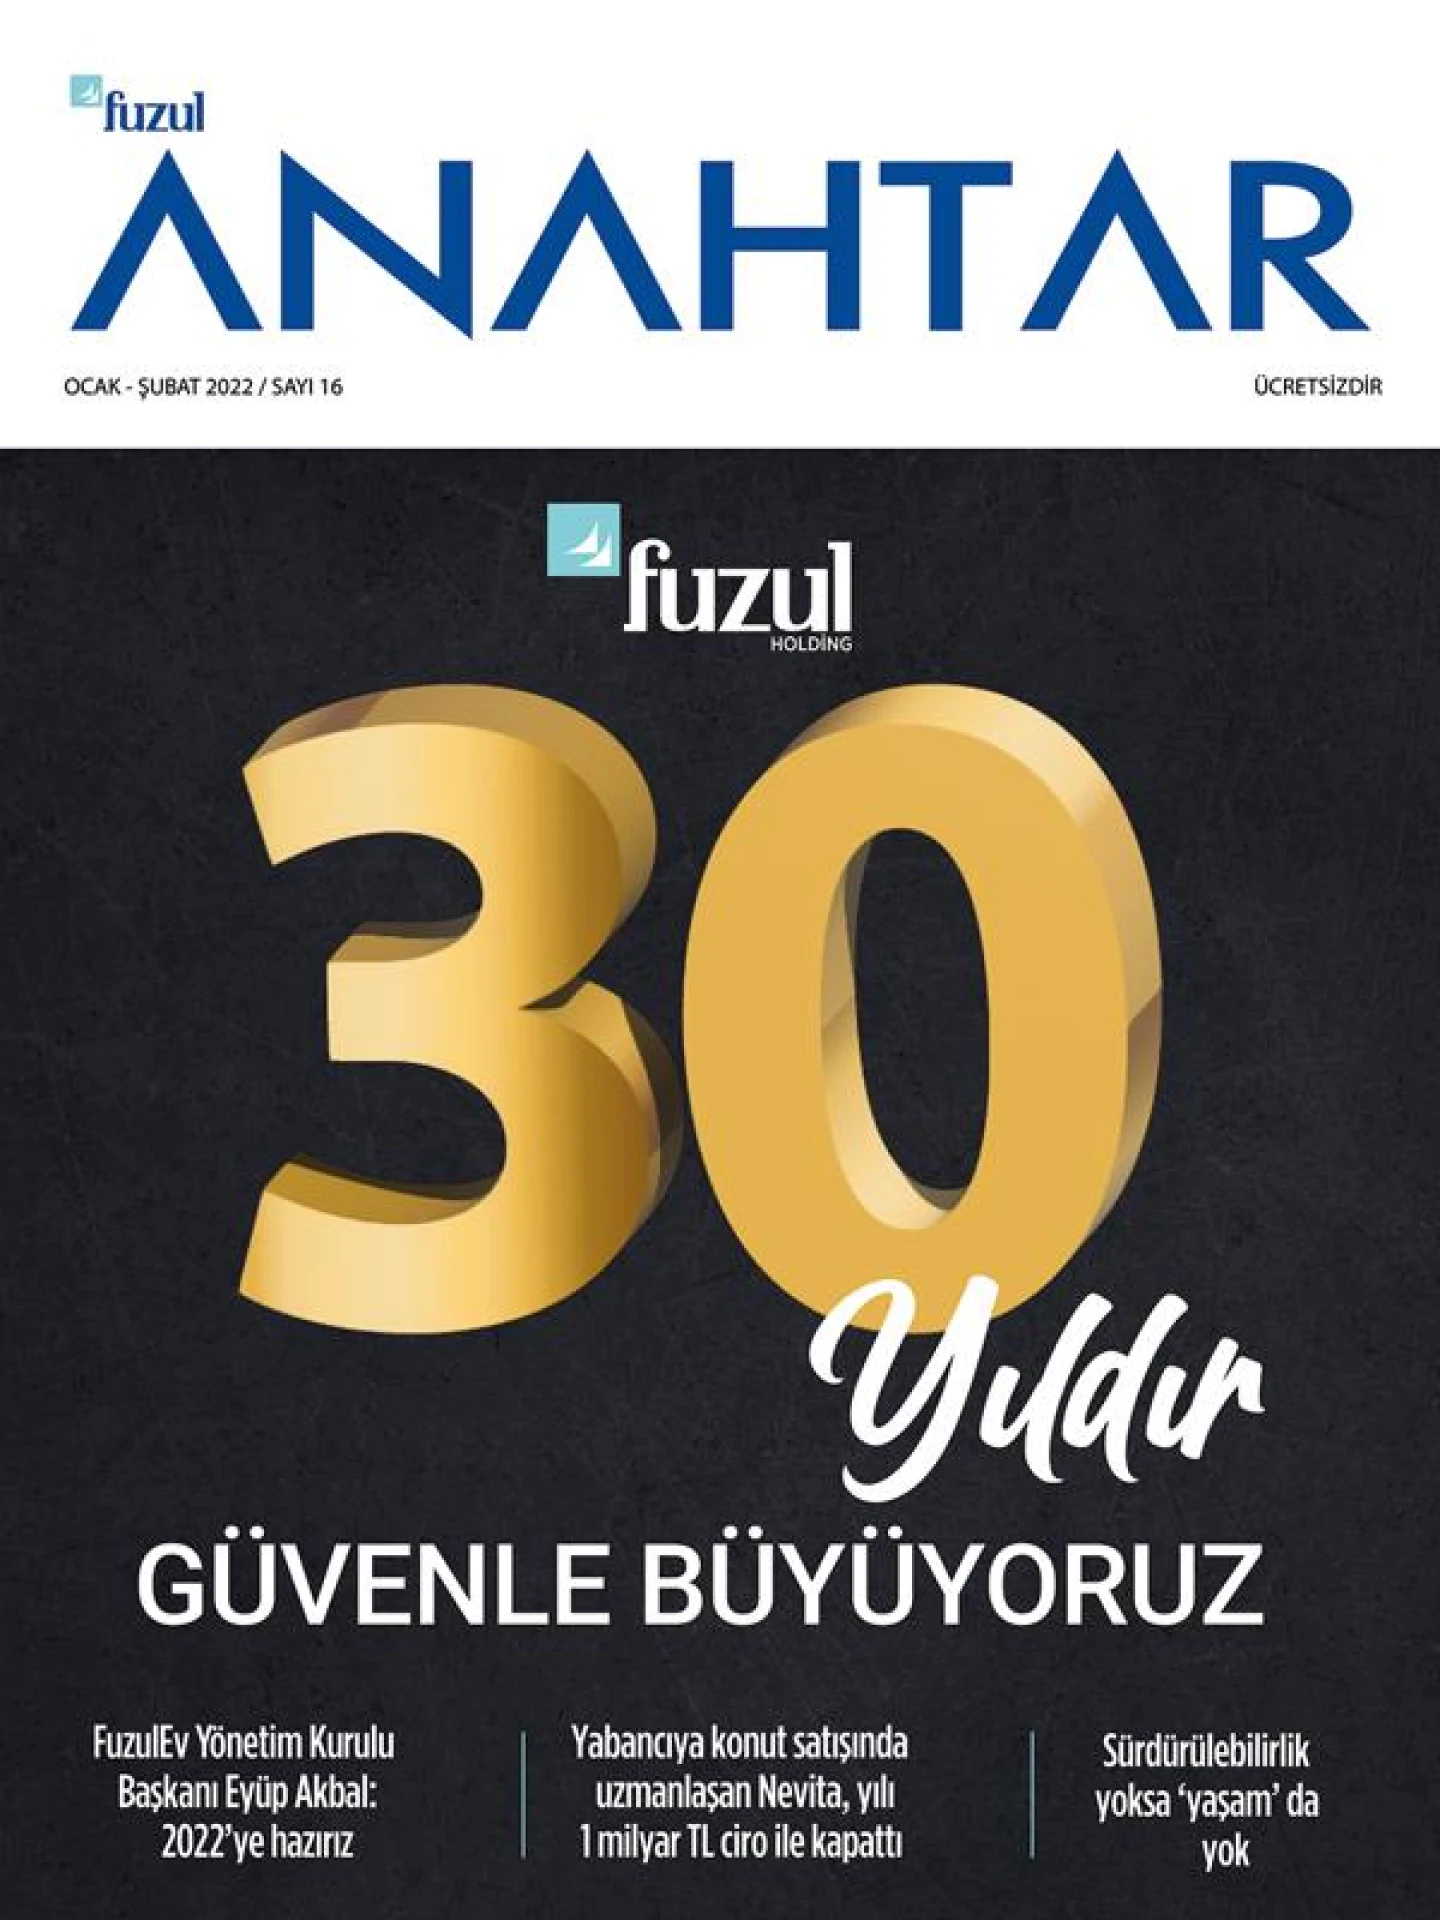 fuzul
ANAHTAR
OCAK - ŞUBAT 2022 / SAYI 16
ÜCRETSİZDİR
fuzul
HOLDİNG
30
Yıldır
GÜVENLE BÜYÜYORUZ
FuzulEv Yönetim Kurulu
Başkanı Eyüp Akbal:
2022'ye hazırız
Yabancıya konut satışında
uzmanlaşan Nevita, yılı
1 milyar TL ciro ile kapattı
Sürdürülebilirlik
yoksa ‘yaşam’ da
yok